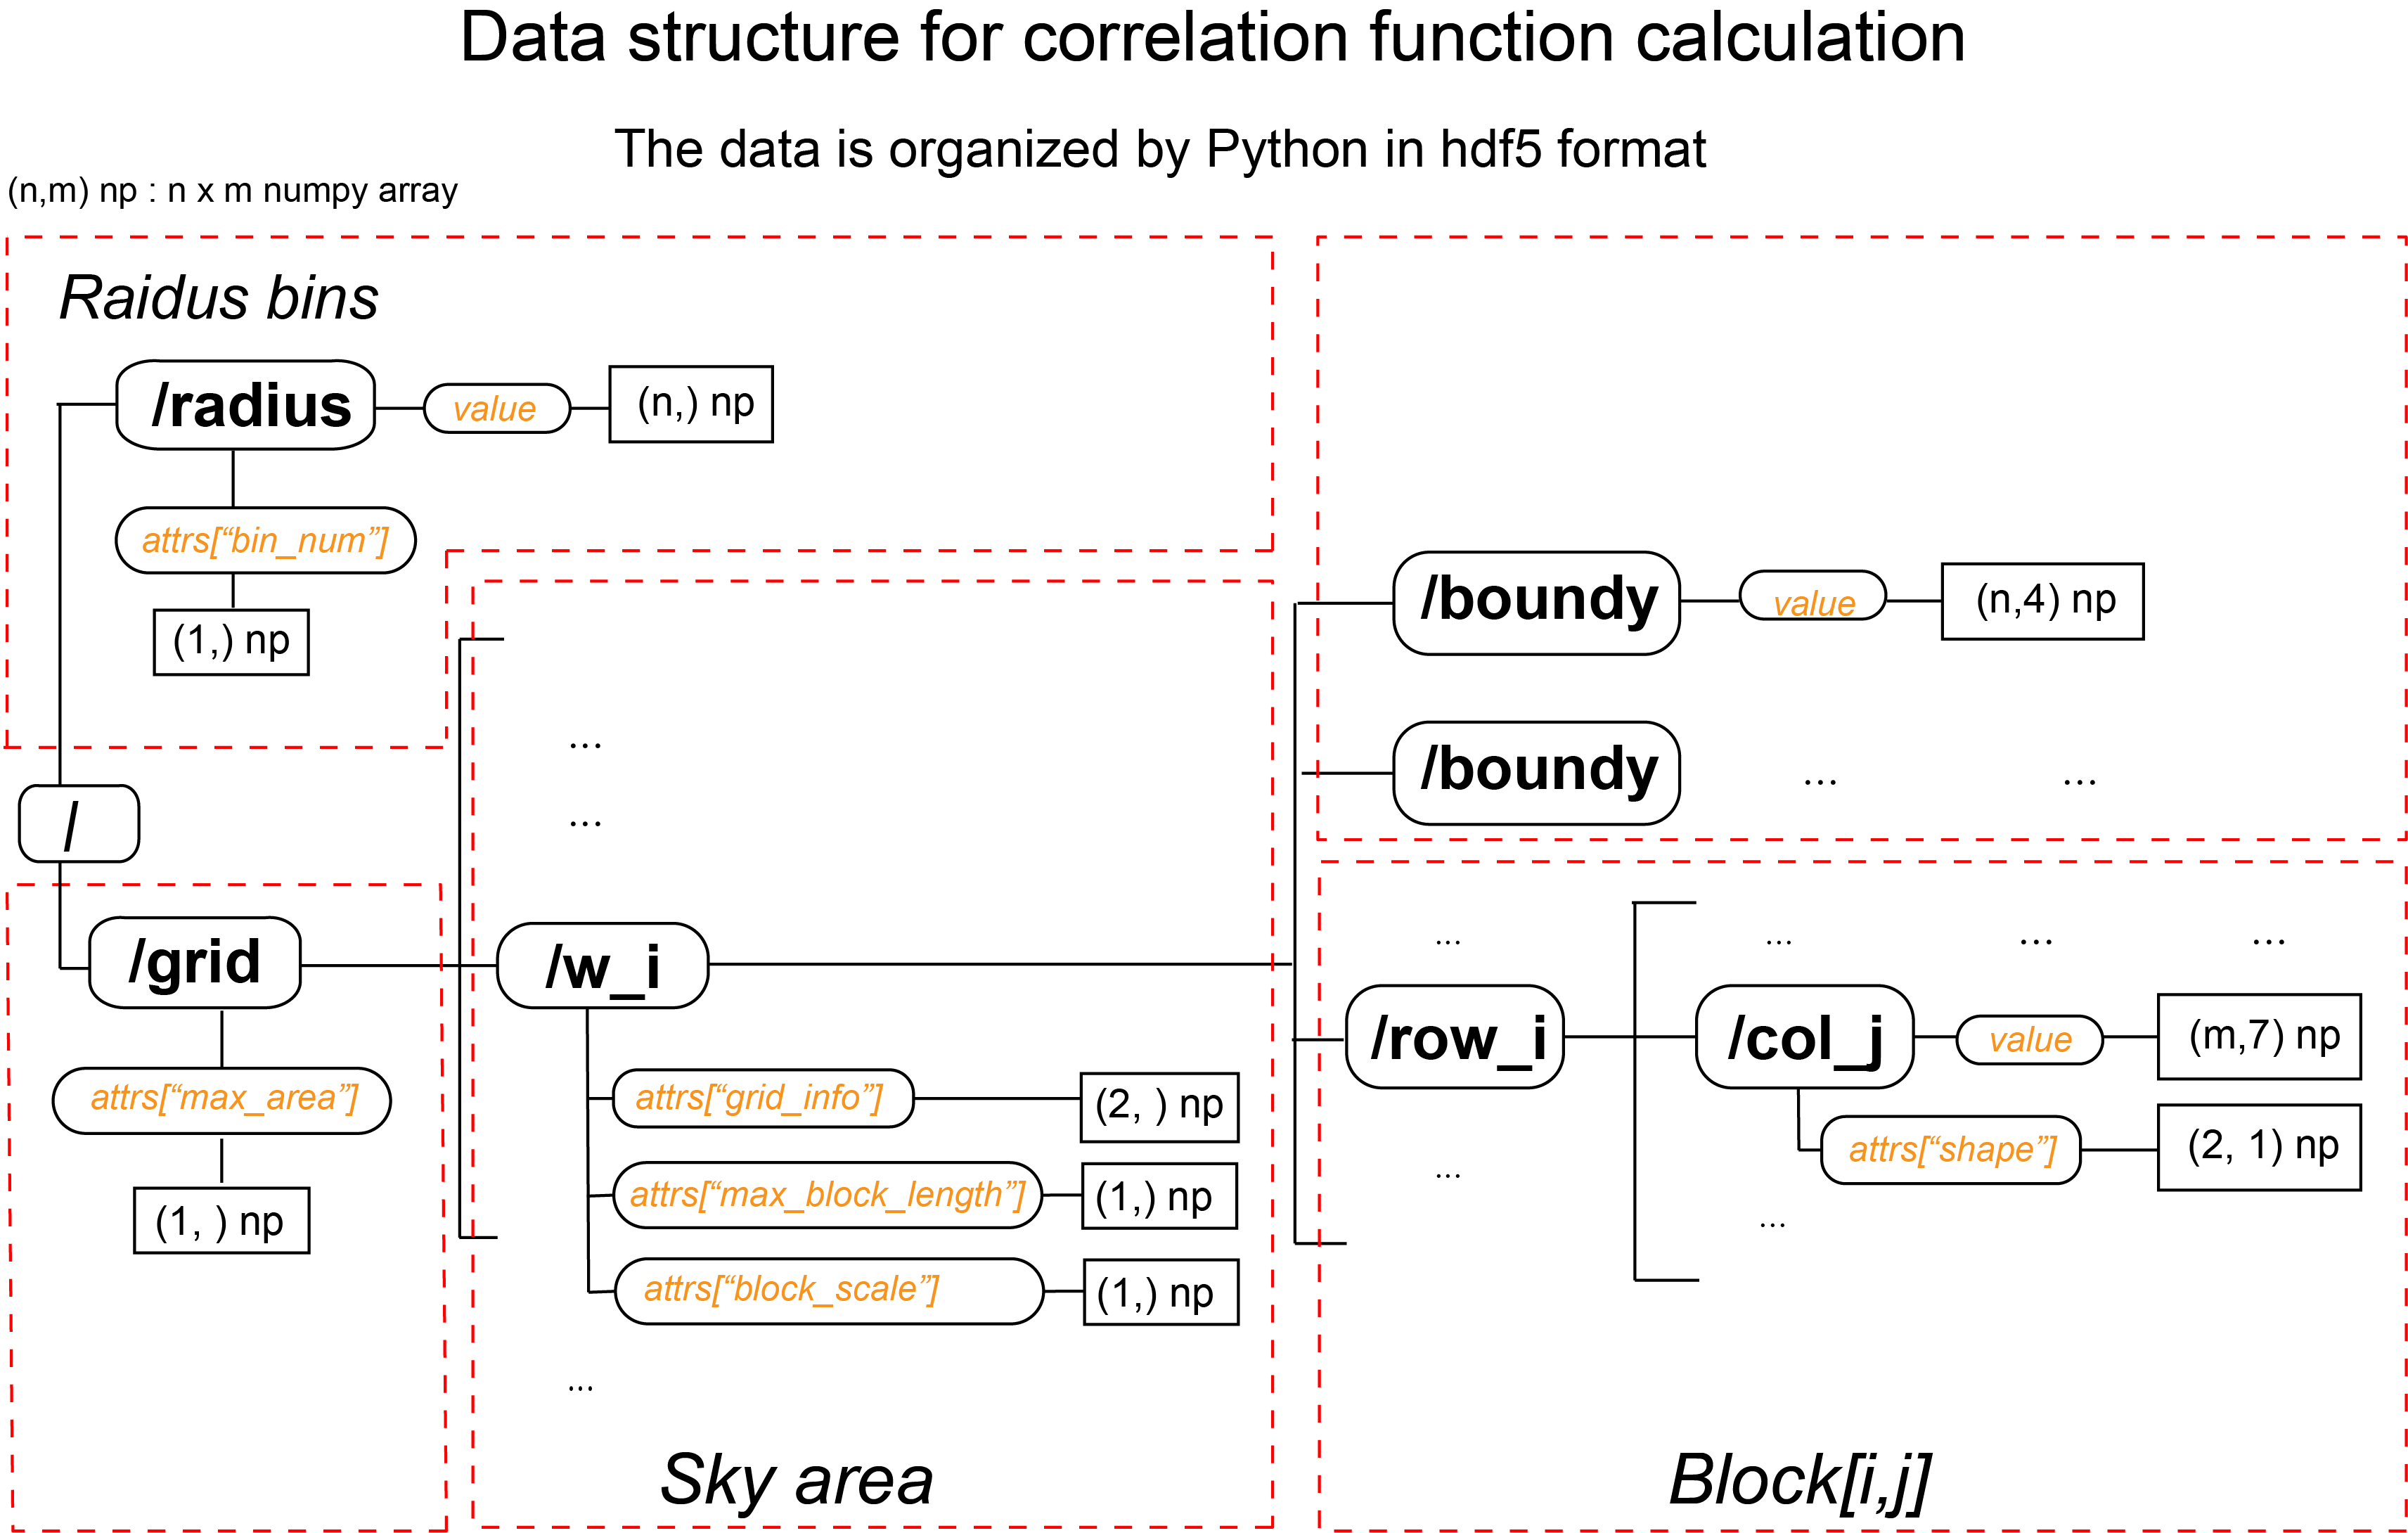 Data structure for correlation function calculation
The data is organized by Python in hdf5 format
(n,m) np : n x m numpy array
Raidus bins
/radius
value
(n,) np
attrs[“bin_num”]
(1,) np
/
/grid
attrs[“max_area”]
(1, ) np
...
...
/w_i
attrs[“grid_info”]
(2, ) np
attrs[“max_block_length”]
(1,) np
attrs[“block_scale”]
(1,) np
...
Sky area
/boundy
value
(n,4) np
/boundy
...
...
...
...
...
...
/row_i
/col_j
value
(m,7) np
attrs[“shape”]
(2, 1) np
...
...
Block[i,j]